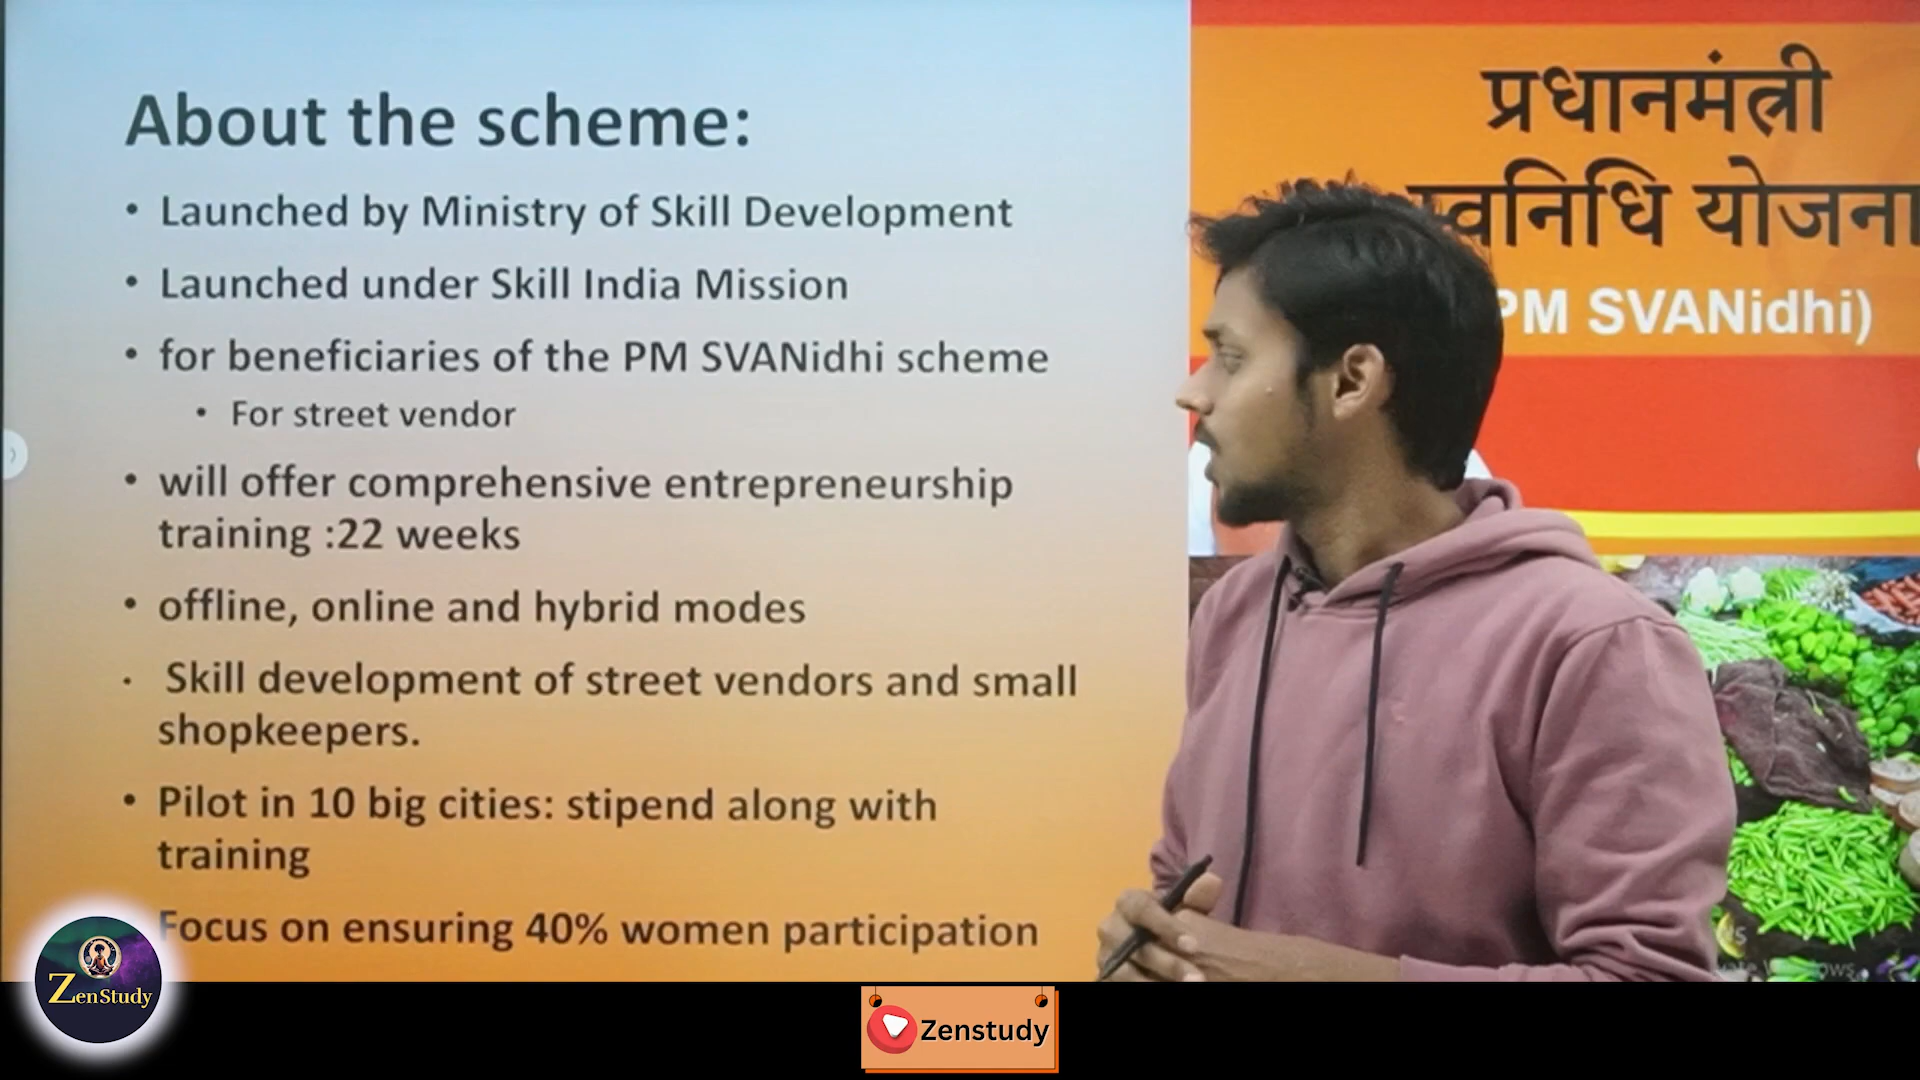 About the scheme:
• Launched by Ministry of Skill Development
• Launched under Skill India Mission
• for beneficiaries of the PM SVANidhi scheme
• For street vendor
• will offer comprehensive entrepreneurship
training :22 weeks
• offline, online and hybrid modes
• Skill development of street vendors and small
shopkeepers.
• Pilot in 10 big cities: stipend along with
training
Focus on ensuring 40% women participation
प्रधानमंत्री
योजना
PM SVANidhi)
ZenStudy
Zenstudy